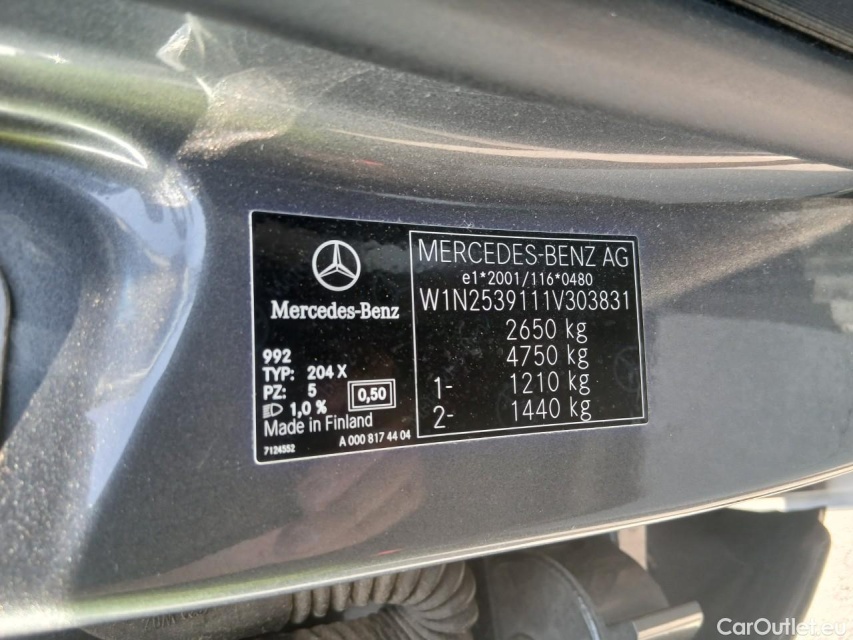 Mercedes-Benz
992
TYP: 204 X
PZ: 5
1,0 %
0,50
Made in Finland
7124552
A 000 817 44 04
MERCEDES-BENZ AG
e1*2001/116*0480
W1N2539111V303831
2650 kg
4750 kg
1- 1210 kg
2- 1440 kg
CarOutlet.eu